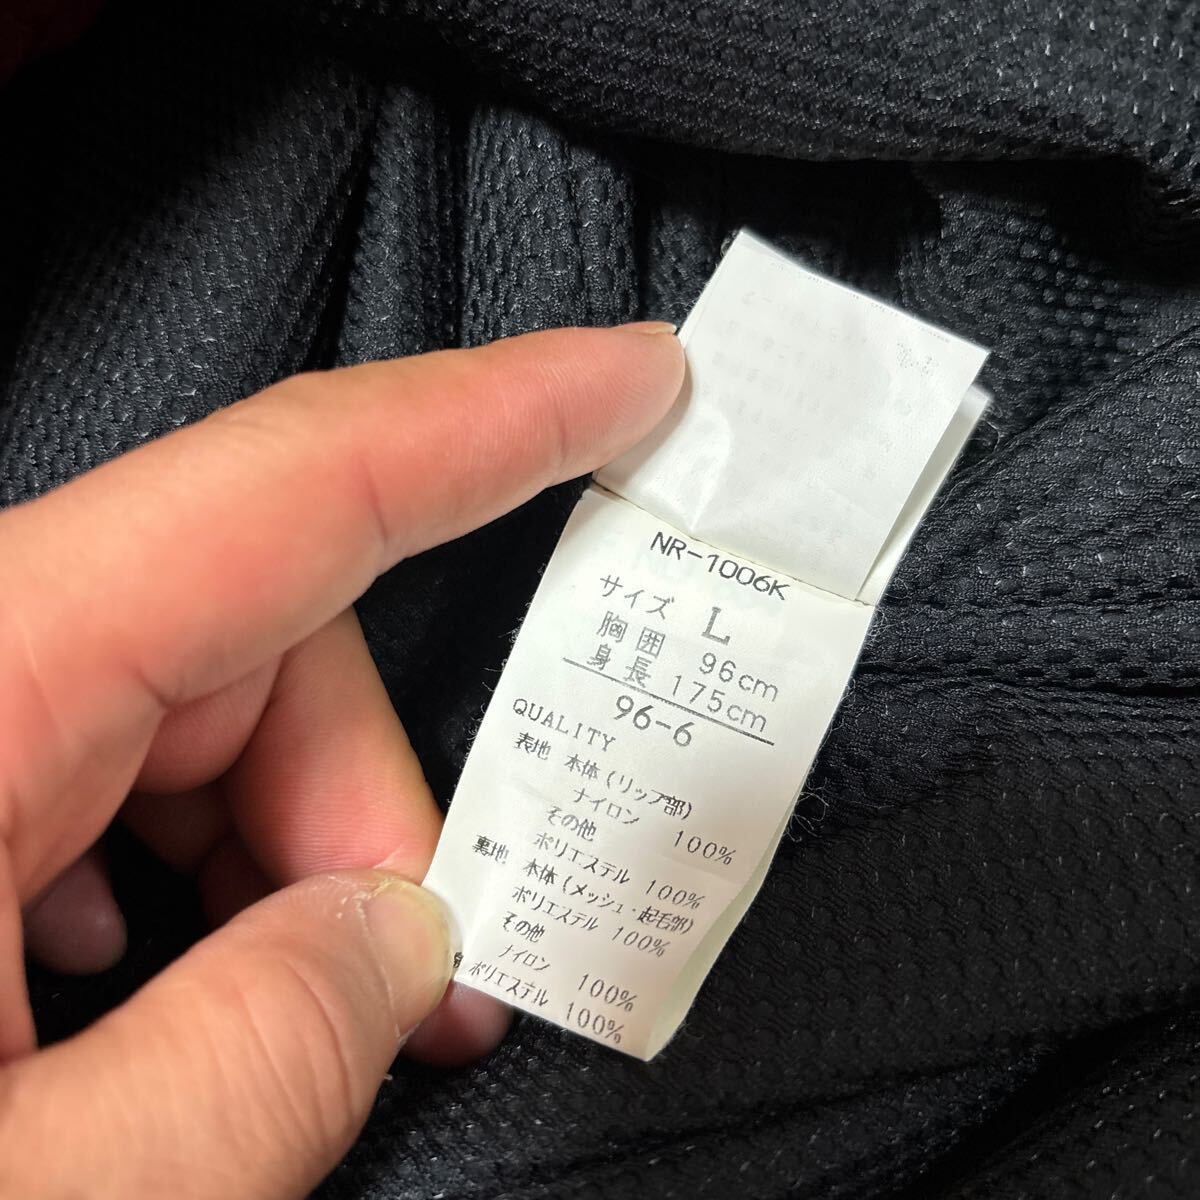 NR-1006K
サイズ L
胸囲 96cm
身長 175cm
96-6
QUALITY
表地 本体(リップ部)
ナイロン 100%
その他
ポリエステル 100%
裏地 本体(メッシュ・起毛部)
ポリエステル 100%
その他
ナイロン 100%
ポリエステル 100%